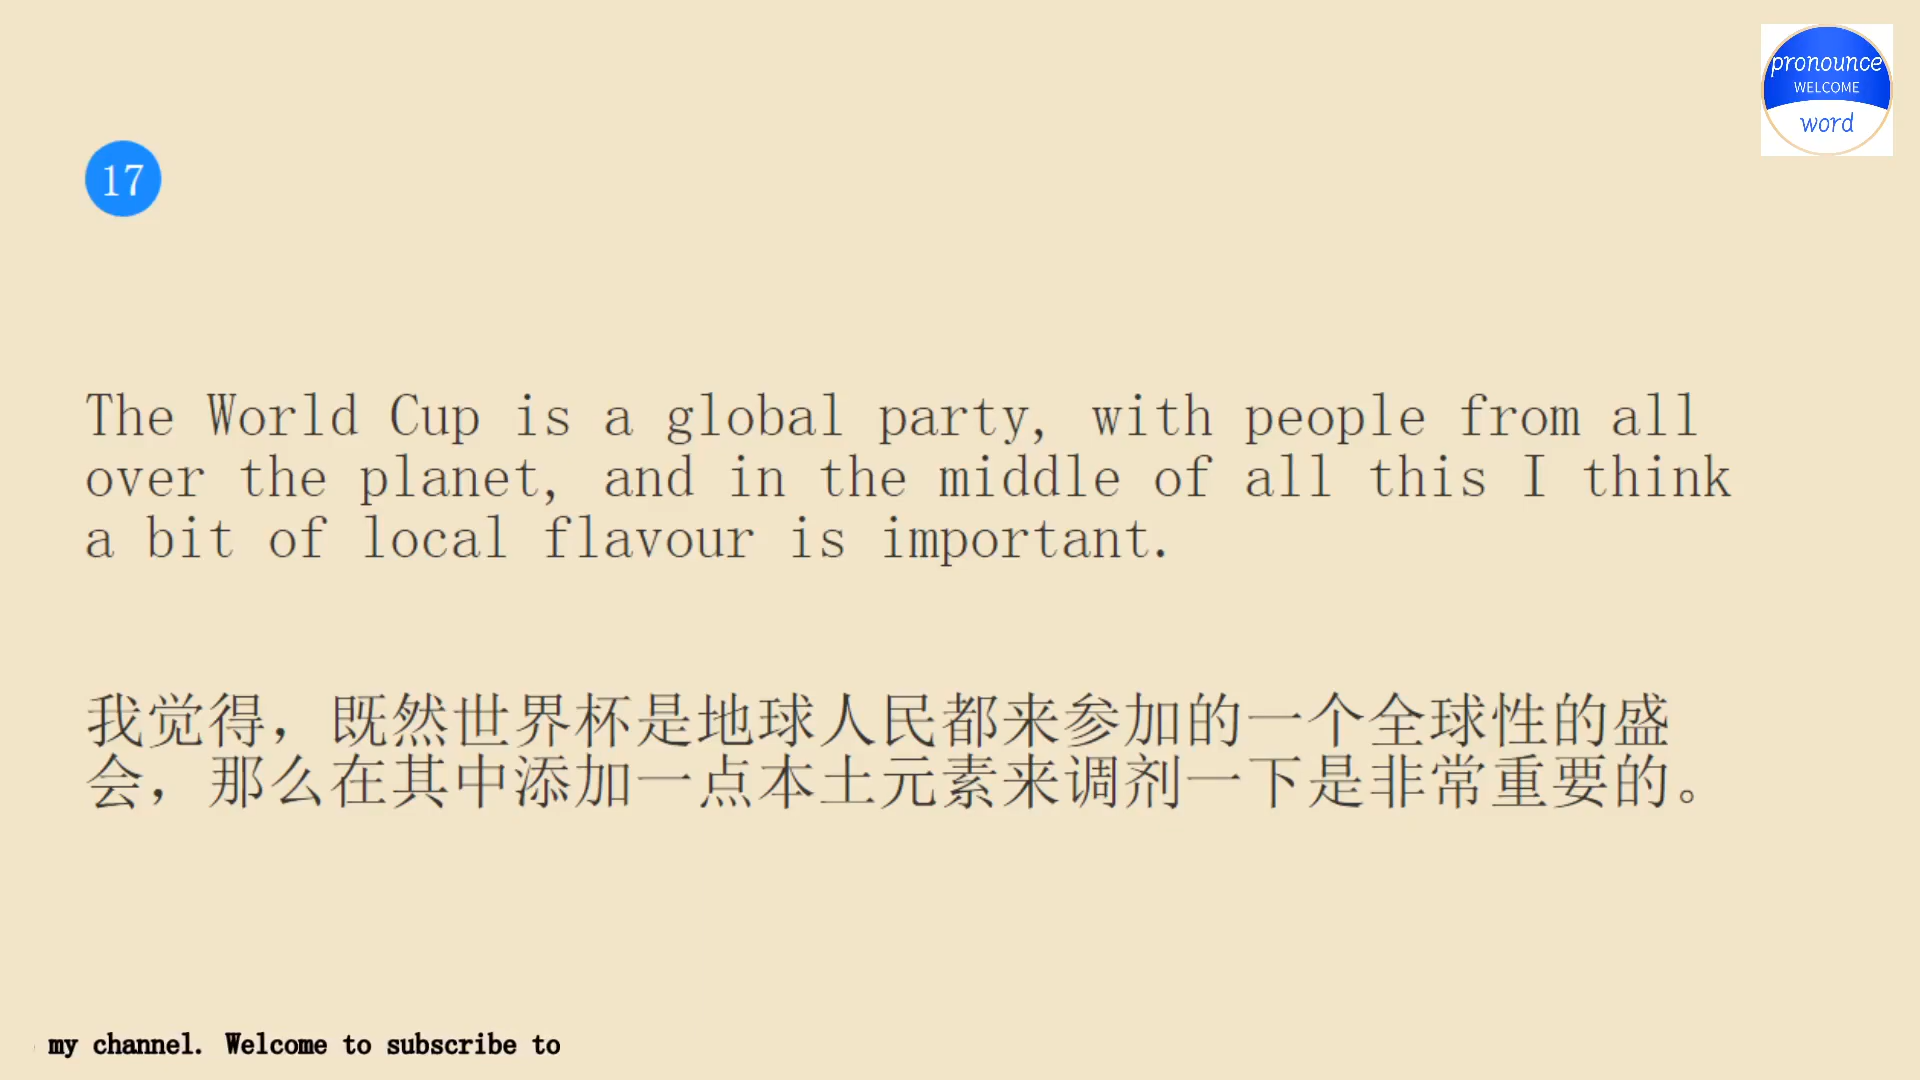 pronounce
WELCOME
word
17
The World Cup is a global party, with people from all
over the planet, and in the middle of all this I think
a bit of local flavour is important.
我觉得，既然世界杯是地球人民都来参加的一个全球性的盛
会，那么在其中添加一点本土元素来调剂一下是非常重要的。
my channel. Welcome to subscribe to